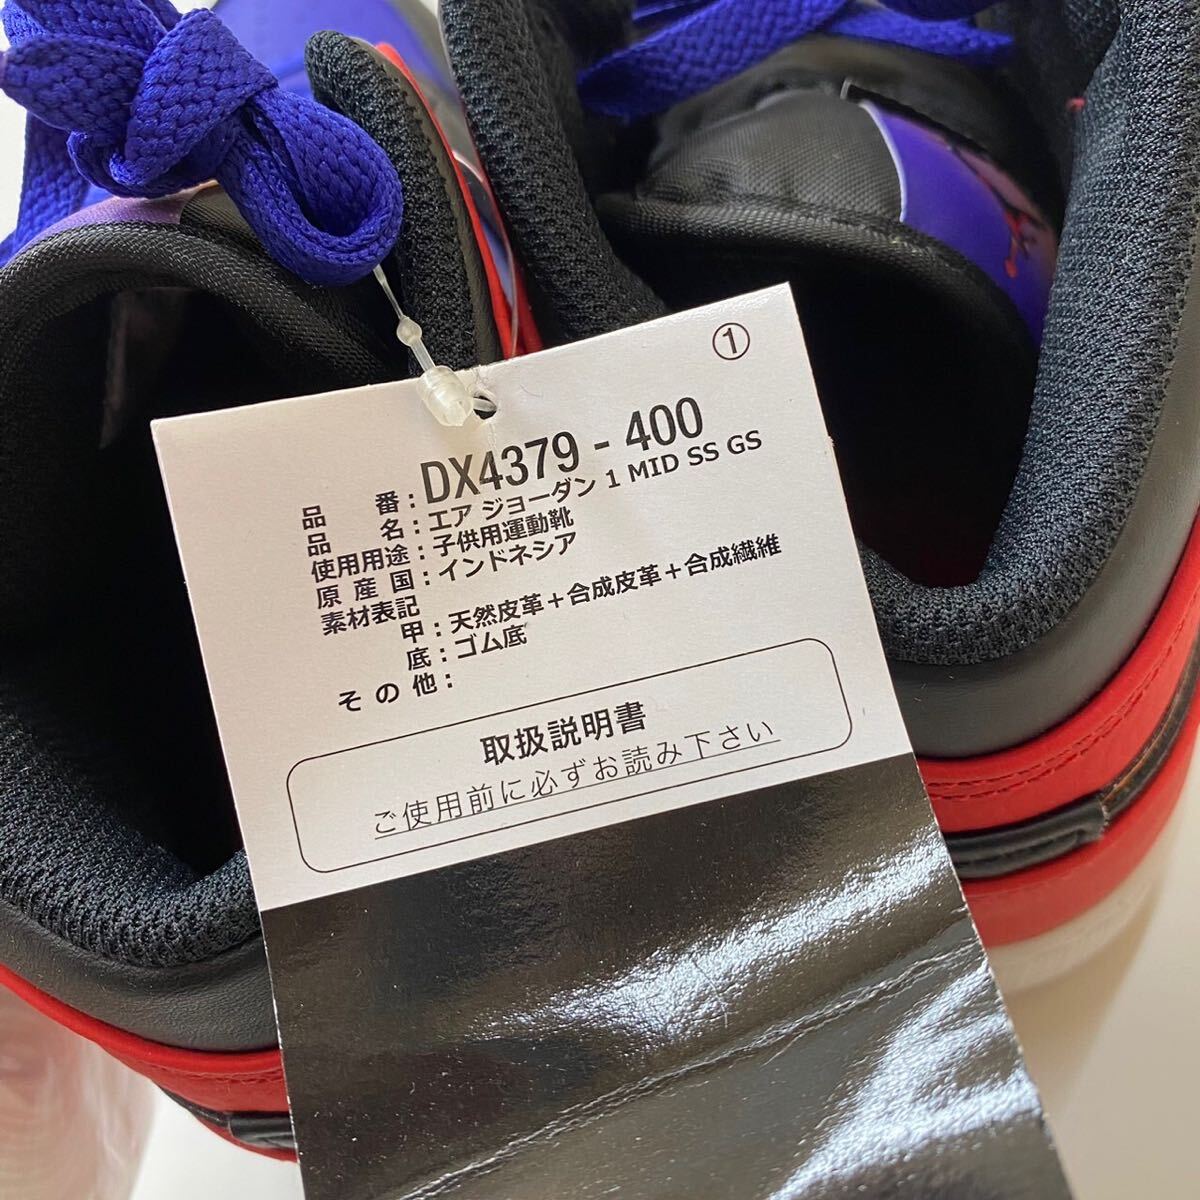 ①
品番：DX4379 - 400
品名：エア ジョーダン 1 MID SS GS
使用用途：子供用運動靴
原産国：インドネシア
素材表記
甲：天然皮革＋合成皮革＋合成繊維
底：ゴム底
その他：
取扱説明書
ご使用前に必ずお読み下さい